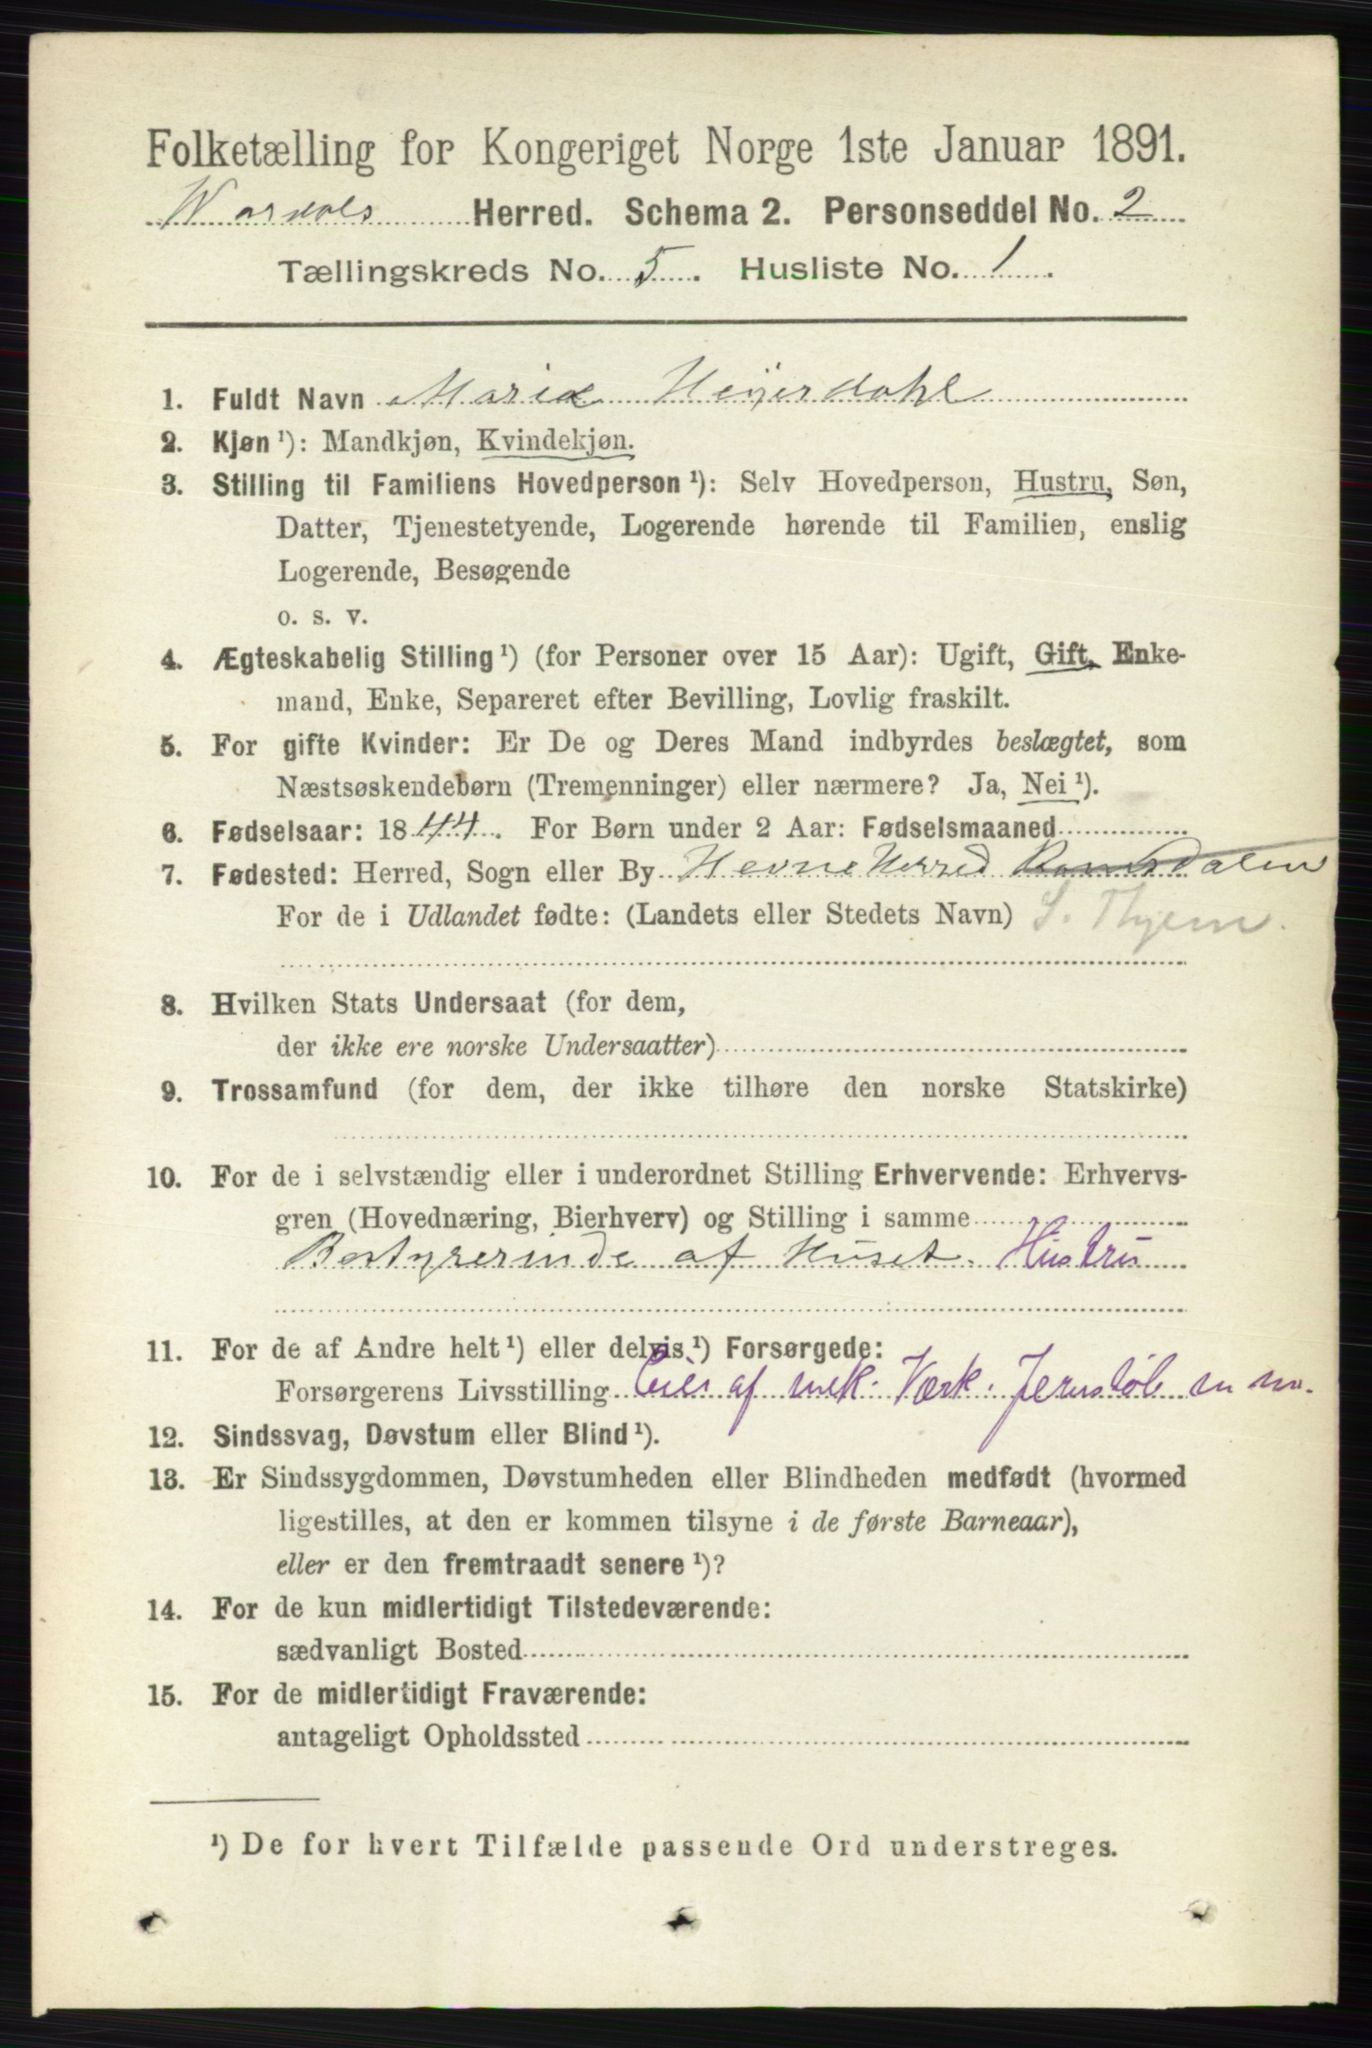 Folketælling for Kongeriget Norge 1ste Januar 1891.
Herred. Schema 2. Personseddel No. 2
Tællingskreds No. 5. Husliste No. 1.
1. Fuldt Navn Marie Heijerdahl
2. Kjøn ¹): Mandkjøn, Kvindekjøn.
3. Stilling til Familiens Hovedperson ¹): Selv Hovedperson, Hustru, Søn,
Datter, Tjenestetyende, Logerende hørende til Familien, enslig
Logerende, Besøgende
o. s. v.
4. Ægteskabelig Stilling ¹) (for Personer over 15 Aar): Ugift, Gift, Enke-
mand, Enke, Separeret efter Bevilling, Lovlig fraskilt.
5. For gifte Kvinder: Er De og Deres Mand indbyrdes beslægtet, som
Næstsøskendebørn (Tremenninger) eller nærmere? Ja, Nei ¹).
6. Fødselsaar: 1844. For Børn under 2 Aar: Fødselsmaaned
7. Fødested: Herred, Sogn eller By Hevne Herred Romsdalen
For de i Udlandet fødte: (Landets eller Stedets Navn) S. Thjem.
8. Hvilken Stats Undersaat (for dem,
der ikke ere norske Undersaatter)
9. Trossamfund (for dem, der ikke tilhøre den norske Statskirke)
10. For de i selvstændig eller i underordnet Stilling Erhvervende: Erhvervs-
gren (Hovednæring, Bierhverv) og Stilling i samme
Bestyrerinde af Huset. Hustru
11. For de af Andre helt ¹) eller delvis ¹) Forsørgede:
Forsørgerens Livsstilling Eier af mek. Værk. Jernstøb m m.
12. Sindssvag, Døvstum eller Blind ¹).
13. Er Sindssygdommen, Døvstumheden eller Blindheden medfødt (hvormed
ligestilles, at den er kommen tilsyne i de første Barneaar),
eller er den fremtraadt senere ¹)?
14. For de kun midlertidigt Tilstedeværende:
sædvanligt Bosted
15. For de midlertidigt Fraværende:
antageligt Opholdssted
¹) De for hvert Tilfælde passende Ord understreges.